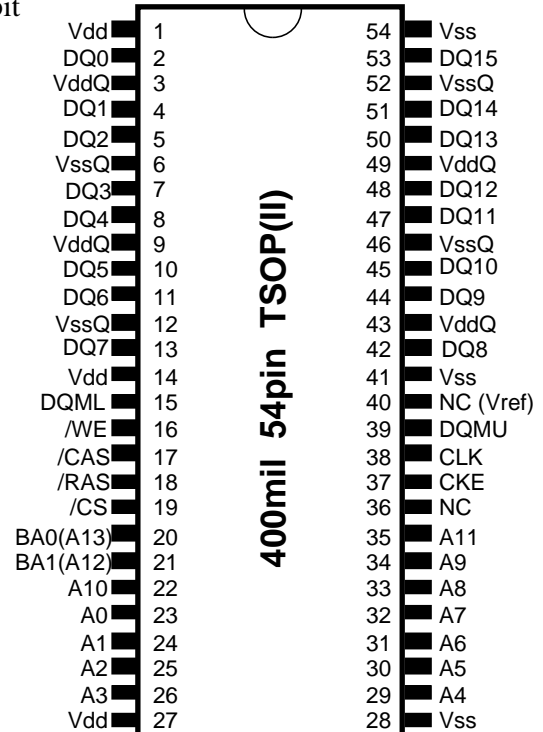 bit
Vdd 1 54 Vss
DQ0 2 53 DQ15
VddQ 3 52 VssQ
DQ1 4 51 DQ14
DQ2 5 50 DQ13
VssQ 6 49 VddQ
DQ3 7 48 DQ12
DQ4 8 47 DQ11
VddQ 9 46 VssQ
DQ5 10 45 DQ10
DQ6 11 44 DQ9
VssQ 12 43 VddQ
DQ7 13 42 DQ8
Vdd 14 41 Vss
DQML 15 40 NC (Vref)
/WE 16 39 DQMU
/CAS 17 38 CLK
/RAS 18 37 CKE
/CS 19 36 NC
BA0(A13) 20 35 A11
BA1(A12) 21 34 A9
A10 22 33 A8
A0 23 32 A7
A1 24 31 A6
A2 25 30 A5
A3 26 29 A4
Vdd 27 28 Vss
400mil 54pin TSOP(II)